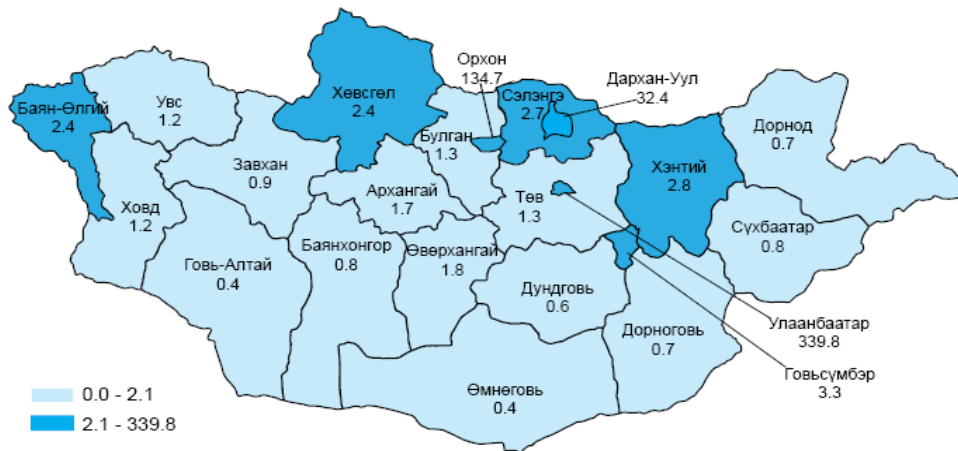 Орхон
134.7
Дархан-Уул
32.4
Баян-Өлгий
2.4
Увс
1.2
Хөвсгөл
2.4
Сэлэнгэ
2.7
Булган
1.3
Дорнод
0.7
Завхан
0.9
Хэнтий
2.8
Архангай
1.7
Төв
1.3
Ховд
1.2
Сүхбаатар
0.8
Баянхонгор
0.8
Өвөрхангай
1.8
Говь-Алтай
0.4
Дундговь
0.6
Дорноговь
0.7
Улаанбаатар
339.8
Говьсүмбэр
3.3
Өмнөговь
0.4
0.0 - 2.1
2.1 - 339.8